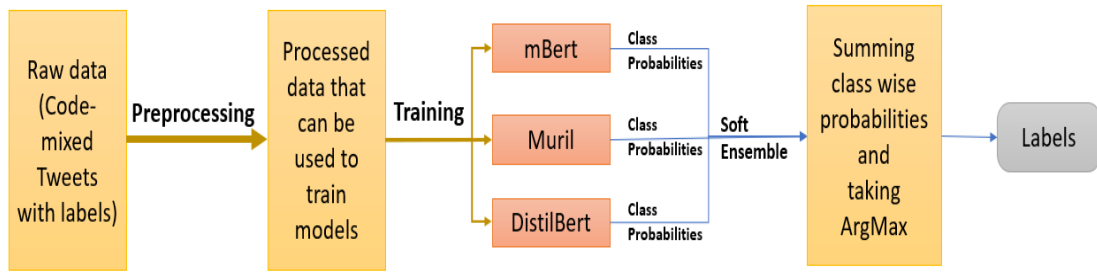 Raw data
(Code-
mixed
Tweets
with labels)
Preprocessing
Processed
data that
can be
used to
train
models
Training
mBert
Class
Probabilities
Muril
Class
Probabilities
DistilBert
Class
Probabilities
Soft
Ensemble
Summing
class wise
probabilities
and
taking
ArgMax
Labels